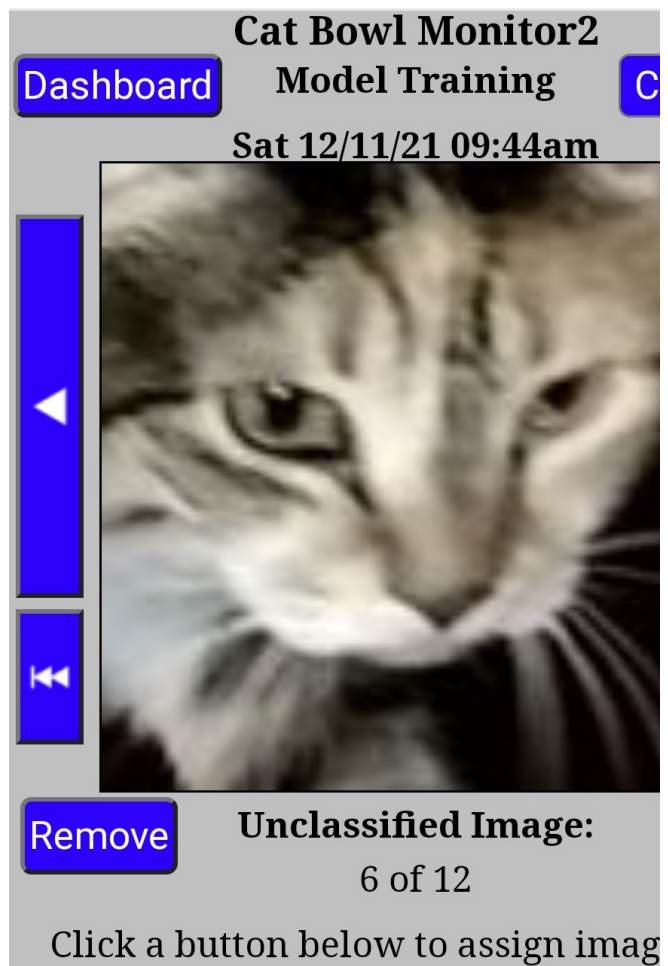 Cat Bowl Monitor2
Dashboard
Model Training
C
Sat 12/11/21 09:44am
Remove
Unclassified Image:
6 of 12
Click a button below to assign imag